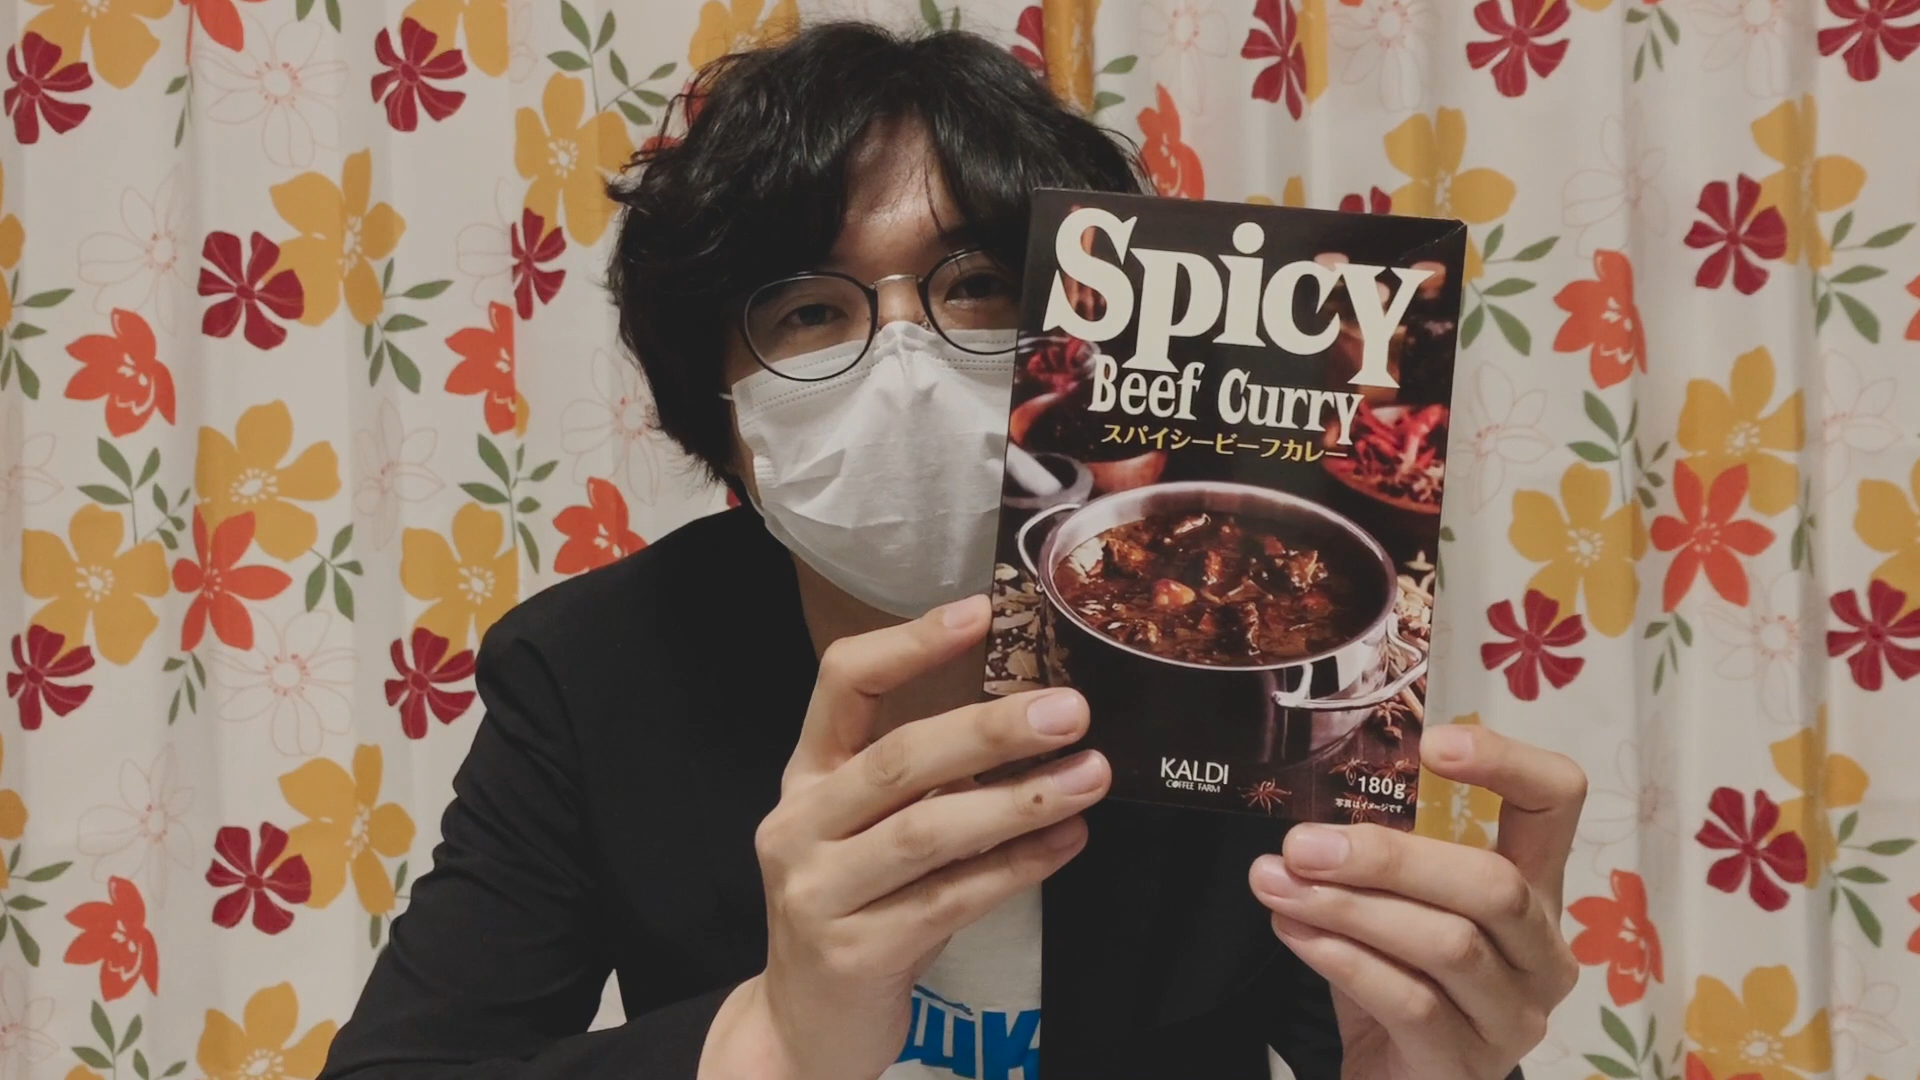 Spicy
Beef Curry
スパイシービーフカレー
KALDI
COFFEE FARM
180g
写真はイメージです。